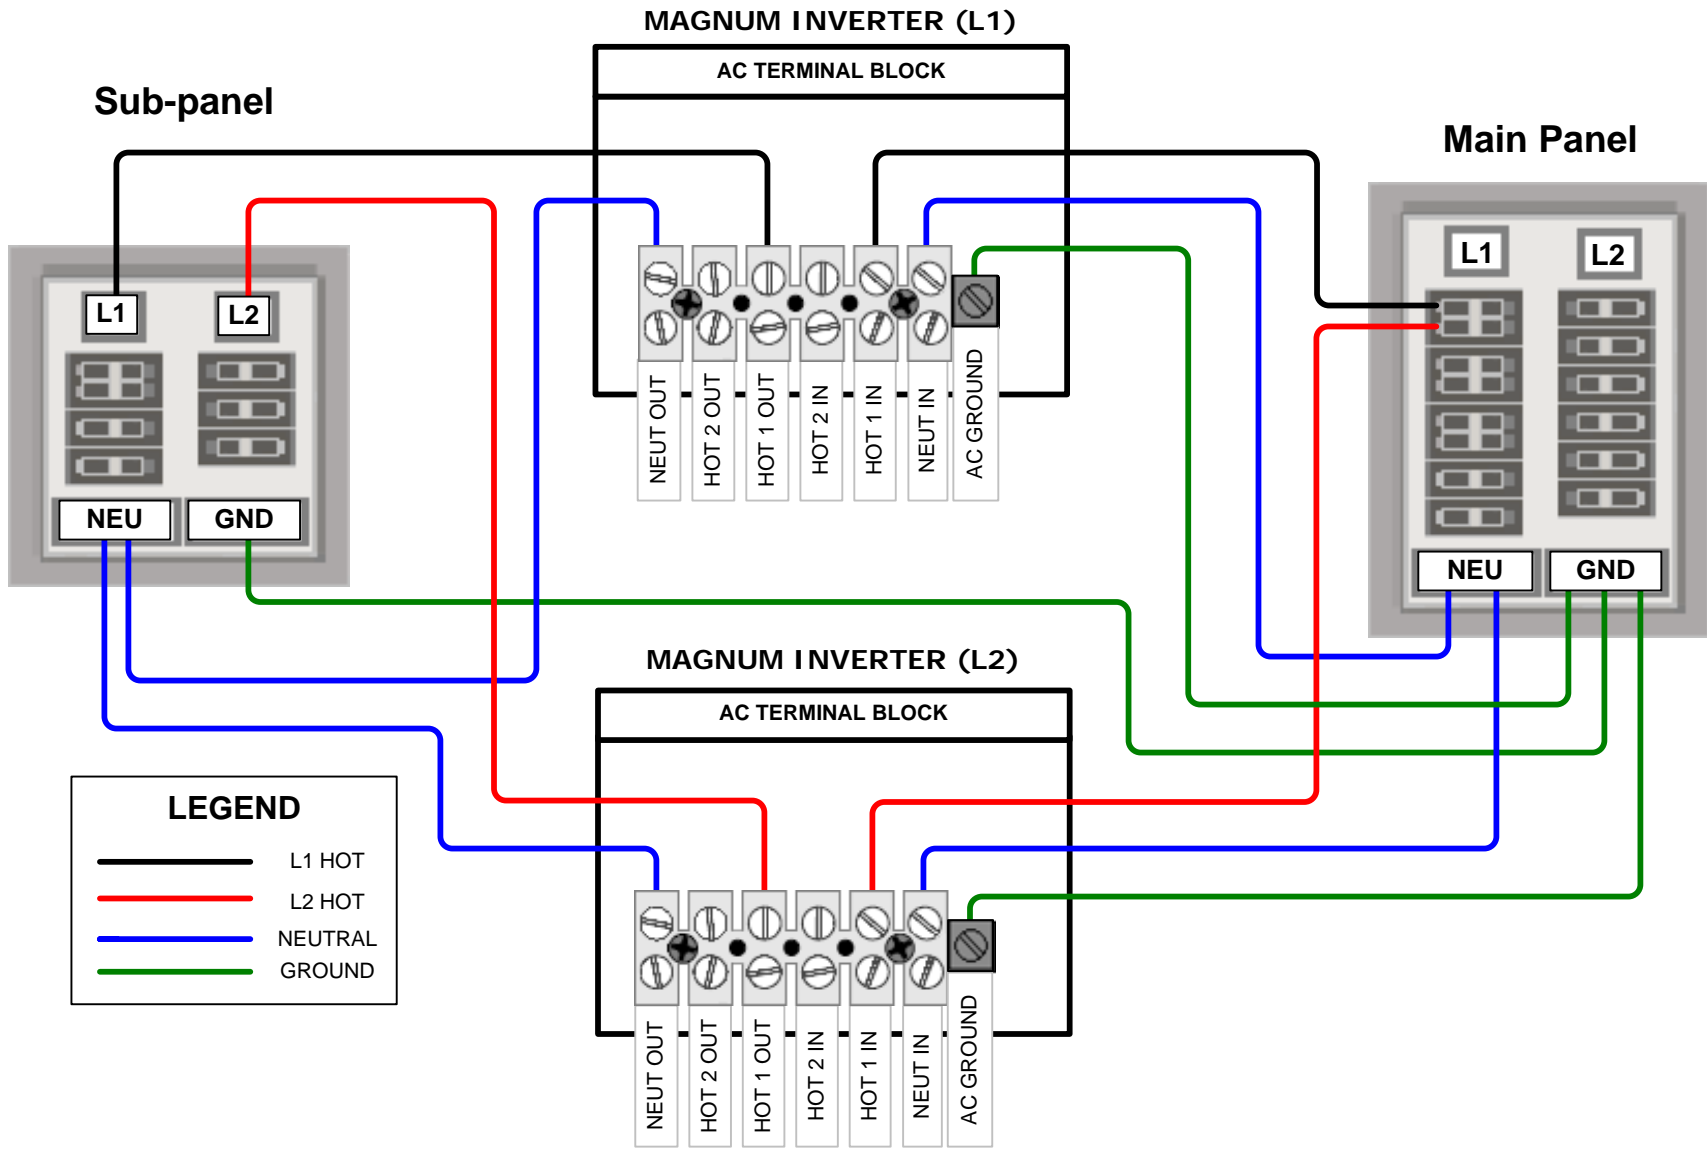 MAGNUM INVERTER (L1)
AC TERMINAL BLOCK
Sub-panel
Main Panel
L1
L2
L1
L2
NEUT OUT
HOT 2 OUT
HOT 1 OUT
HOT 2 IN
HOT 1 IN
NEUT IN
AC GROUND
NEU
GND
NEU
GND
MAGNUM INVERTER (L2)
AC TERMINAL BLOCK
LEGEND
L1 HOT
L2 HOT
NEUTRAL
GROUND
NEUT OUT
HOT 2 OUT
HOT 1 OUT
HOT 2 IN
HOT 1 IN
NEUT IN
AC GROUND